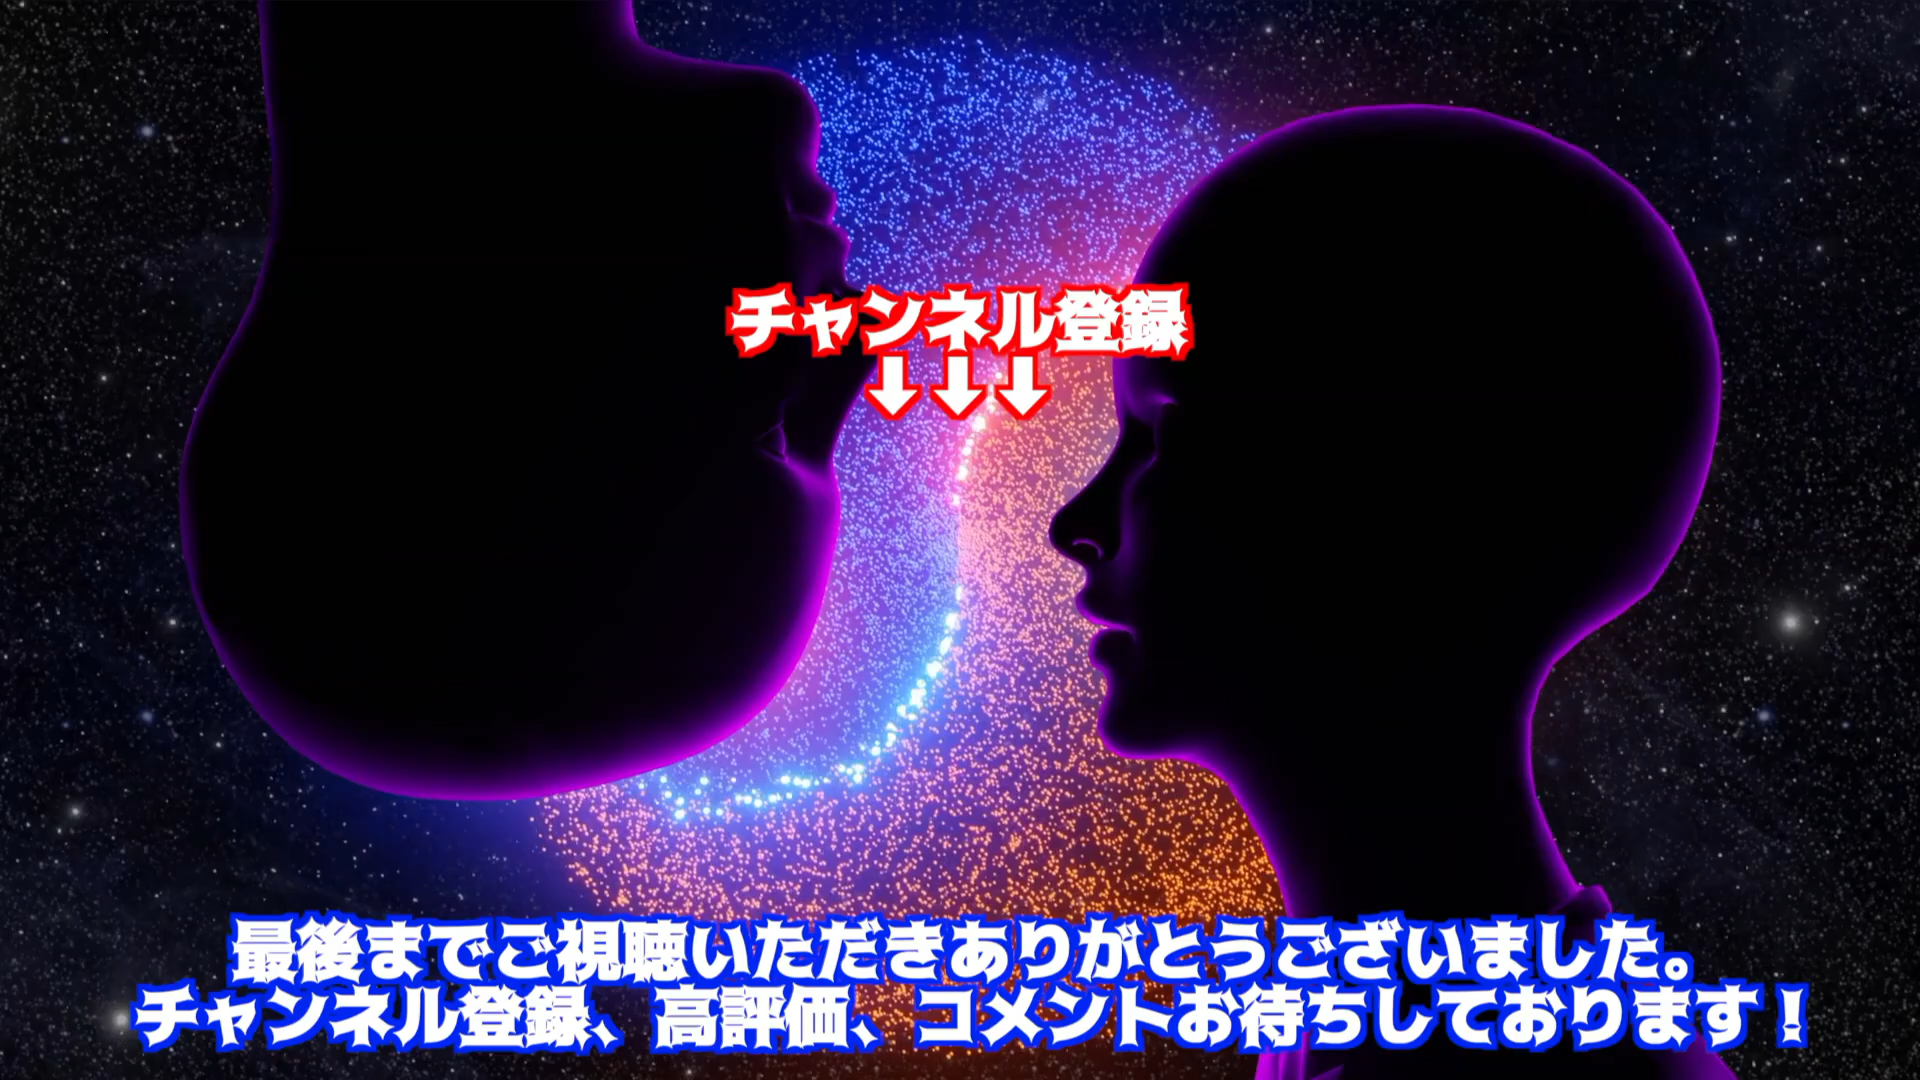 チャンネル登録
↓↓↓
最後までご視聴いただきありがとうございました。
チャンネル登録、高評価、コメントお待ちしております！